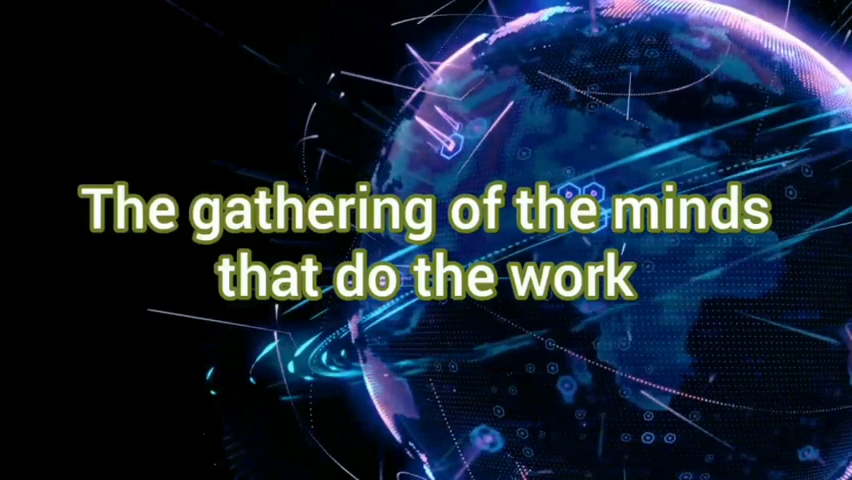 The gathering of the minds
that do the work